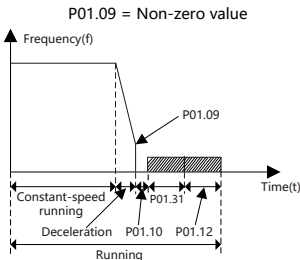 P01.09 = Non-zero value
Frequency(f)
P01.09
Time(t)
Constant-speed
running
P01.31
Deceleration
P01.10
P01.12
Running